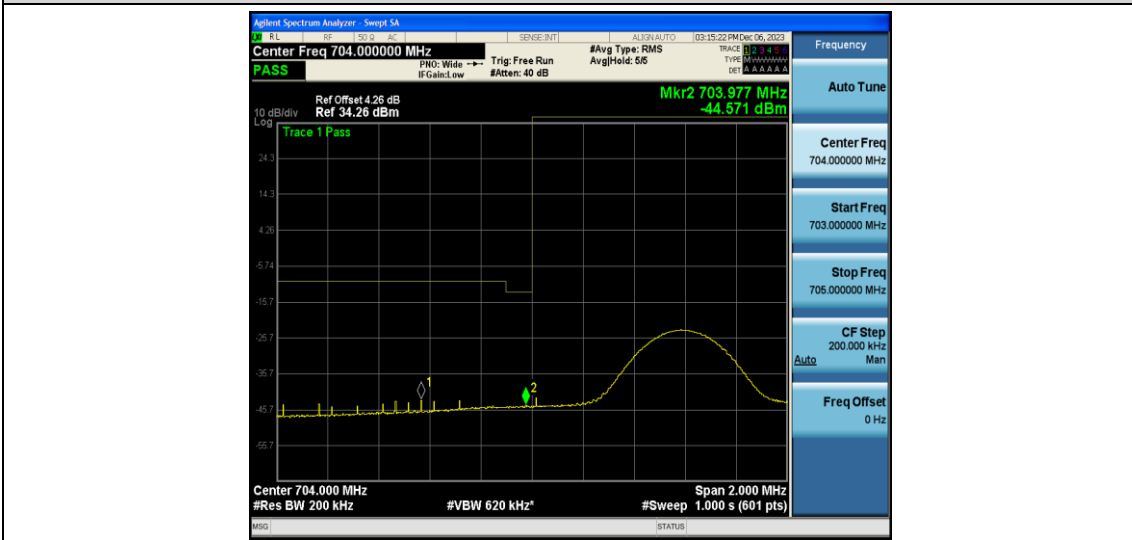 Agilent Spectrum Analyzer - Swept SA
RL RF 50 Ω AC SENSE:INT ALIGNAUTO 03:15:22 PM Dec 06, 2023
Center Freq 704.000000 MHz
PASS
PNO: Wide
IFGain:Low
Trig: Free Run
#Atten: 40 dB
#Avg Type: RMS
Avg|Hold: 5/5
TRACE 1 2 3 4 5 6
TYPE M
DET A A A A A A
Mkr2 703.977 MHz
-44.571 dBm
Ref Offset 4.26 dB
10 dB/div Ref 34.26 dBm
Log
Trace 1 Pass
24.3
14.3
4.26
-5.74
-15.7
-25.7
-35.7
-45.7
-55.7
1
2
Center 704.000 MHz Span 2.000 MHz
#Res BW 200 kHz #VBW 620 kHz* #Sweep 1.000 s (601 pts)
MSG STATUS
Frequency
Auto Tune
Center Freq
704.000000 MHz
Start Freq
703.000000 MHz
Stop Freq
705.000000 MHz
CF Step
200.000 kHz
Auto Man
Freq Offset
0 Hz